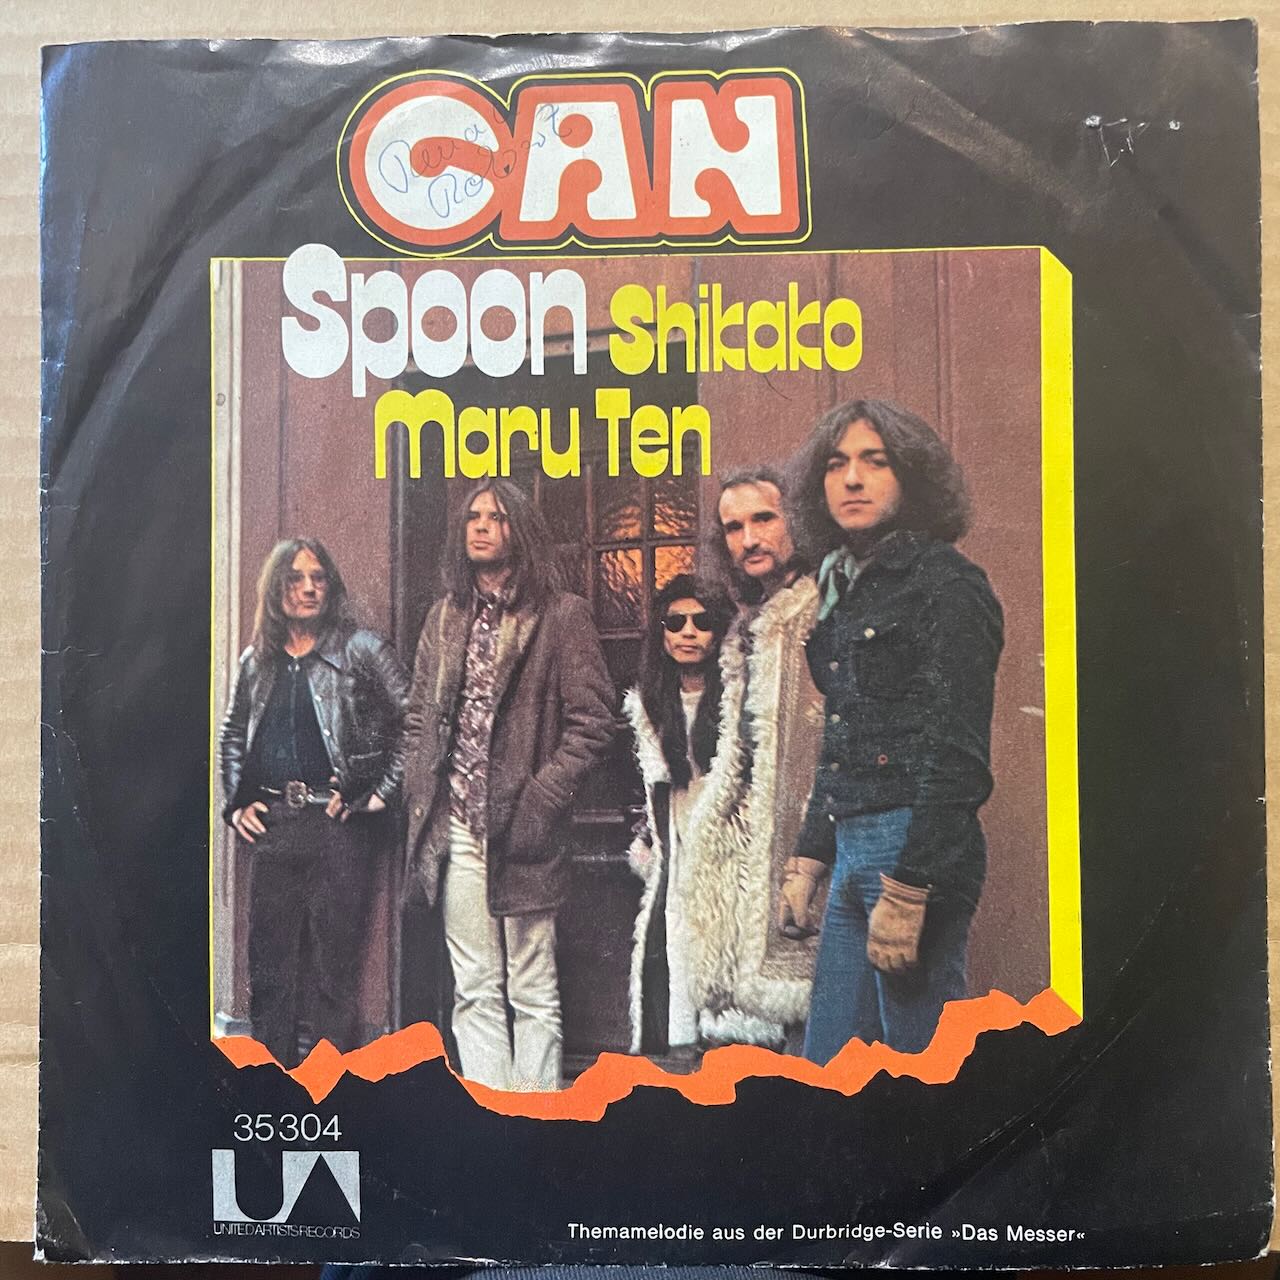 CAN
Spoon Shikako
Maru Ten
35304
UA
UNITED ARTISTS RECORDS
Themamelodie aus der Durbridge-Serie »Das Messer«